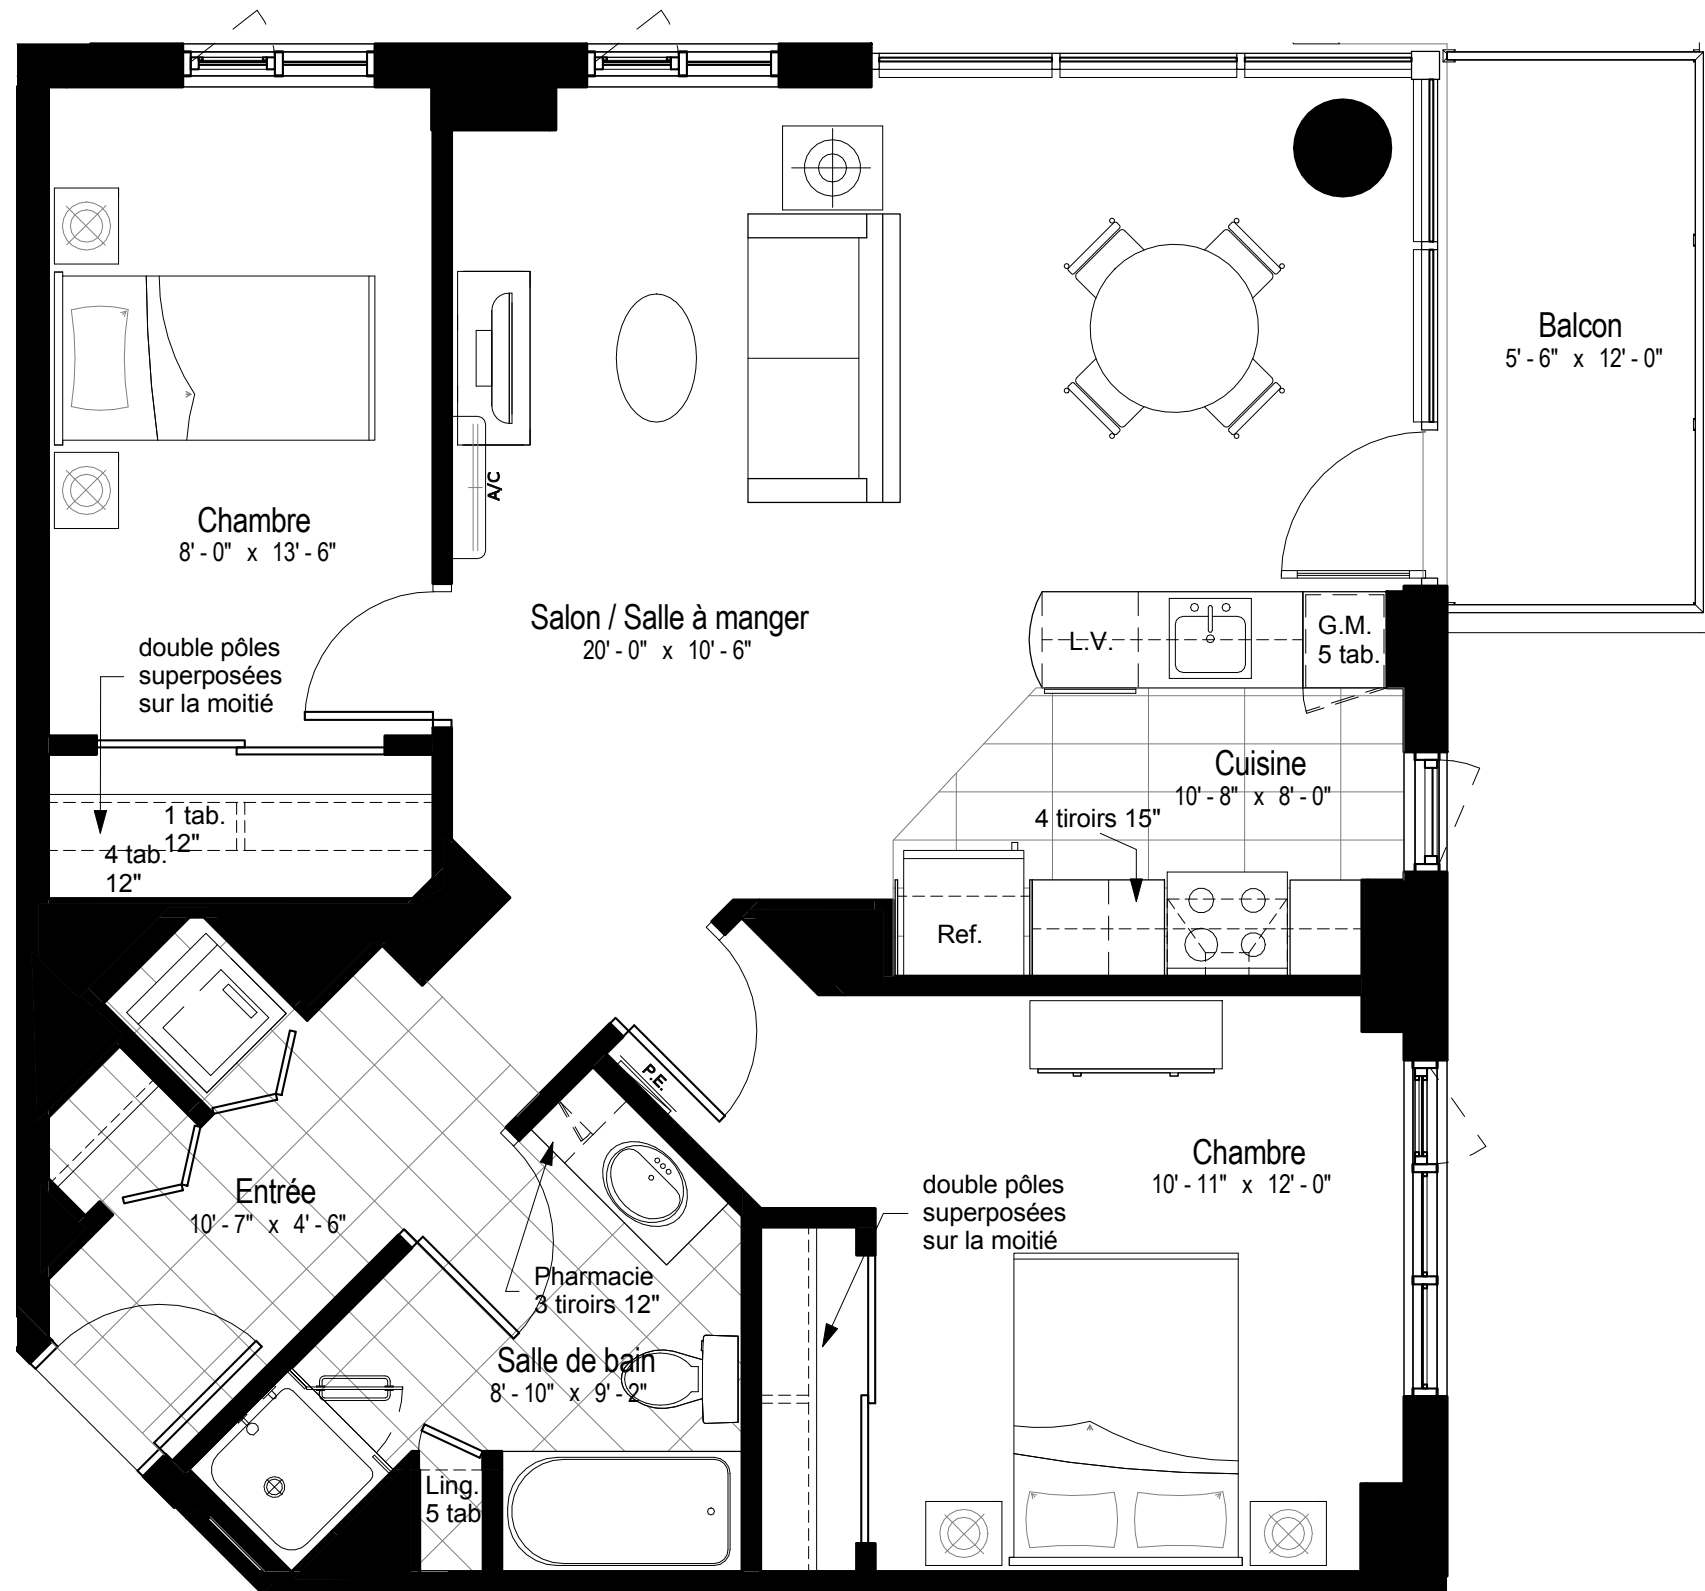 Balcon
5' - 6" x 12' - 0"
A/C
Chambre
8' - 0" x 13' - 6"
Salon / Salle à manger
20' - 0" x 10' - 6"
double pôles
superposées
sur la moitié
L.V.
G.M.
5 tab.
Cuisine
10' - 8" x 8' - 0"
1 tab.
12"
4 tab.
12"
4 tiroirs 15"
Ref.
P.E.
Chambre
10' - 11" x 12' - 0"
double pôles
superposées
sur la moitié
Entrée
10' - 7" x 4' - 6"
Pharmacie
3 tiroirs 12"
Salle de bain
8' - 10" x 9' - 2"
Ling.
5 tab